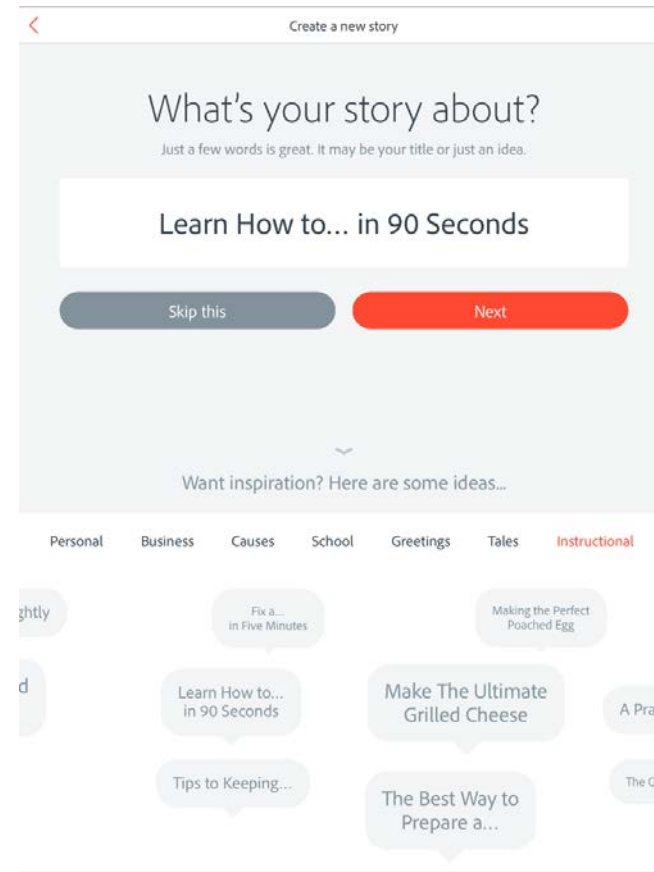 Create a new story
What's your story about?
Just a few words is great. It may be your title or just an idea.
Learn How to... in 90 Seconds
Skip this
Next
Want inspiration? Here are some ideas...
Personal Business Causes School Greetings Tales Instructional
ghtly
Fix a...
in Five Minutes
Making the Perfect
Poached Egg
d
Learn How to...
in 90 Seconds
Make The Ultimate
Grilled Cheese
A Pra
Tips to Keeping...
The Best Way to
Prepare a...
The